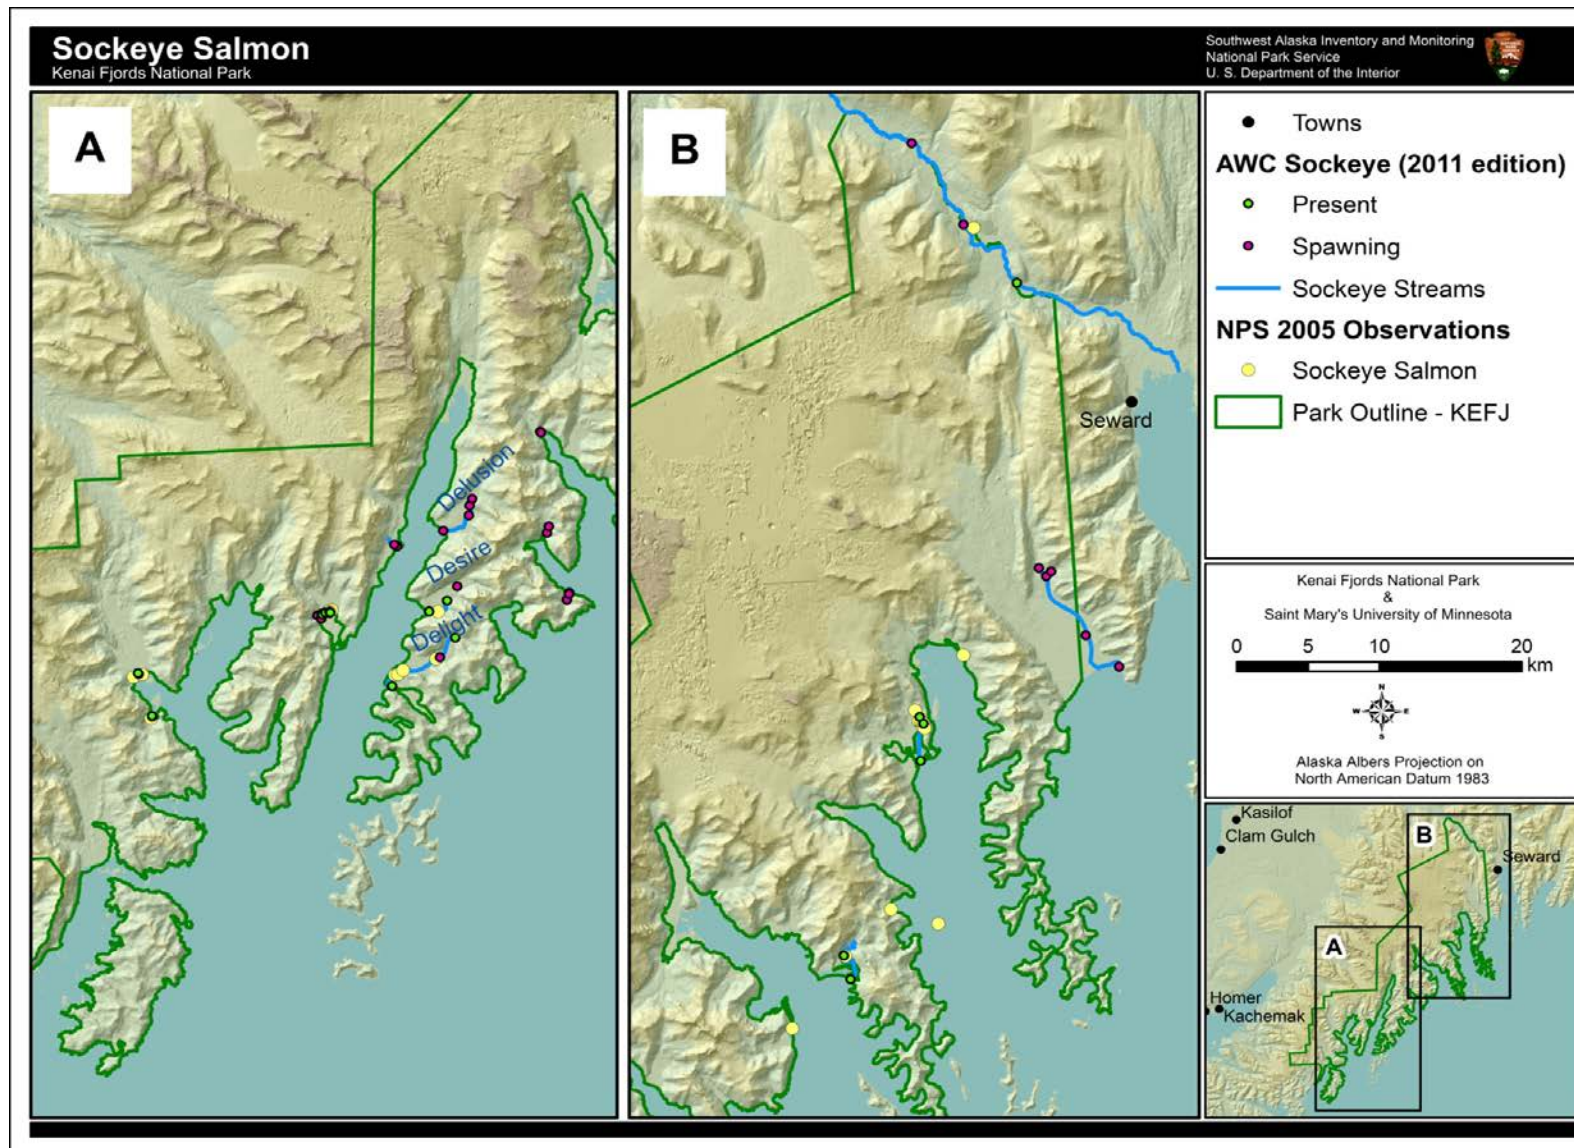 Sockeye Salmon
Kenai Fjords National Park
Southwest Alaska Inventory and Monitoring
National Park Service
U. S. Department of the Interior
A
Delusion
Desire
Delight
B
Seward
Towns
AWC Sockeye (2011 edition)
Present
Spawning
Sockeye Streams
NPS 2005 Observations
Sockeye Salmon
Park Outline - KEFJ
Kenai Fjords National Park
&
Saint Mary's University of Minnesota
0 5 10 20
km
N
W E
S
Alaska Albers Projection on
North American Datum 1983
Kasilof
Clam Gulch
B
Seward
A
Homer
Kachemak